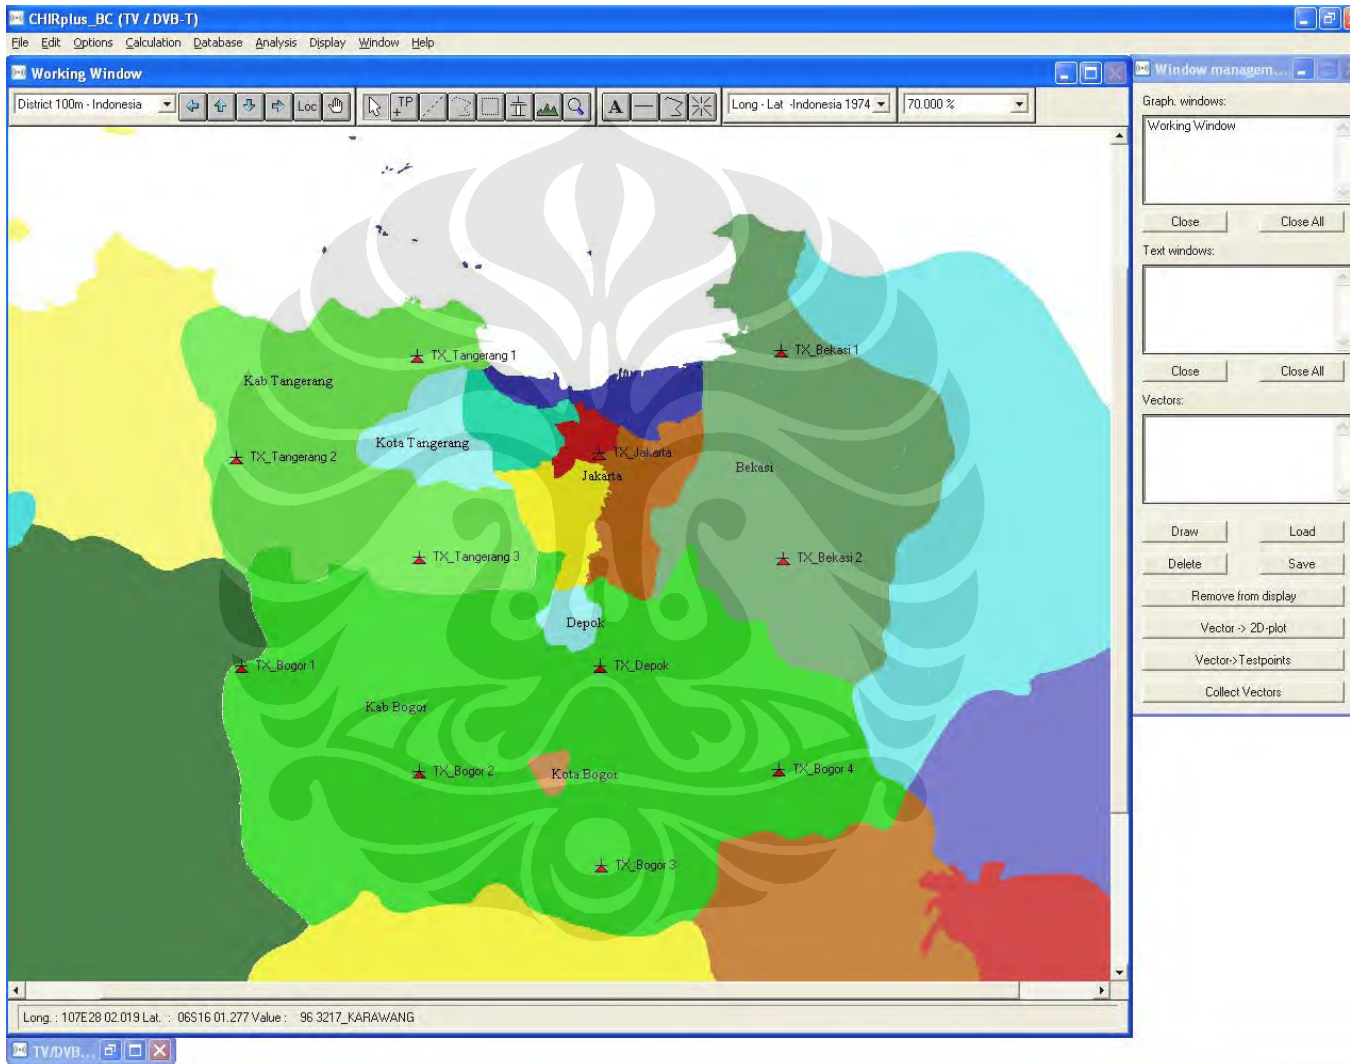 CHIRplus_BC (TV / DVB-T)
File Edit Options Calculation Database Analysis Display Window Help
Working Window
Window managem...
District 100m - Indonesia
Loc
TP
A
Long - Lat -Indonesia 1974
70.000 %
Graph. windows:
Working Window
Close Close All
Text windows:
Close Close All
Vectors:
Draw Load
Delete Save
Remove from display
Vector -> 2D-plot
Vector->Testpoints
Collect Vectors
TX_Tangerang 1
TX_Bekasi 1
Kab Tangerang
Kota Tangerang
TX_Tangerang 2
TX_Jakarta
Jakarta
Bekasi
TX_Tangerang 3
TX_Bekasi 2
Depok
TX_Bogor 1
TX_Depok
Kab Bogor
TX_Bogor 2
Kota Bogor
TX_Bogor 4
TX_Bogor 3
Long. : 107E28 02.019 Lat. : 06S16 01.277 Value : 96 3217_KARAWANG
TV/DVB...